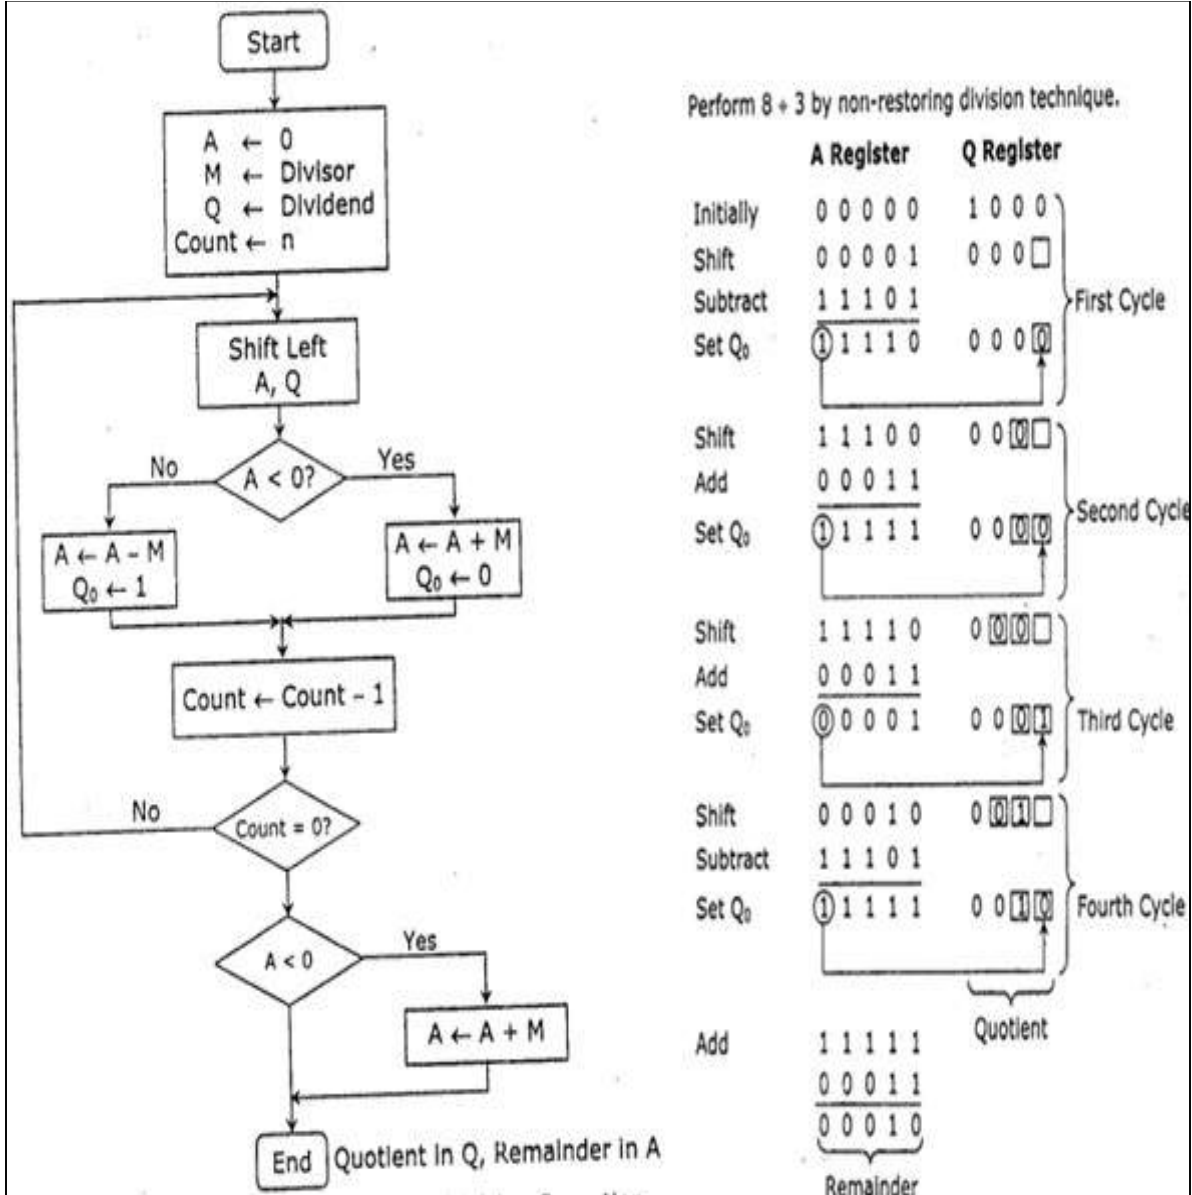 Start
A ← 0
M ← Divisor
Q ← Dividend
Count ← n
Shift Left
A, Q
A < 0?
No
Yes
A ← A – M
Q₀ ← 1
A ← A + M
Q₀ ← 0
Count ← Count – 1
Count = 0?
No
A < 0
Yes
A ← A + M
End
Quotient in Q, Remainder in A
Perform 8 ÷ 3 by non-restoring division technique.
A Register Q Register
Initially 0 0 0 0 0 1 0 0 0
Shift 0 0 0 0 1 0 0 0
Subtract 1 1 1 0 1
Set Q₀ 1 1 1 1 0 0 0 0 0
First Cycle
Shift 1 1 1 0 0 0 0 0
Add 0 0 0 1 1
Set Q₀ 1 1 1 1 1 0 0 0 0
Second Cycle
Shift 1 1 1 1 0 0 0 0
Add 0 0 0 1 1
Set Q₀ 0 0 0 0 1 0 0 0 1
Third Cycle
Shift 0 0 0 1 0 0 0 1
Subtract 1 1 1 0 1
Set Q₀ 1 1 1 1 1 0 0 1 0
Fourth Cycle
Quotient
Add 1 1 1 1 1
0 0 0 1 1
0 0 0 1 0
Remainder